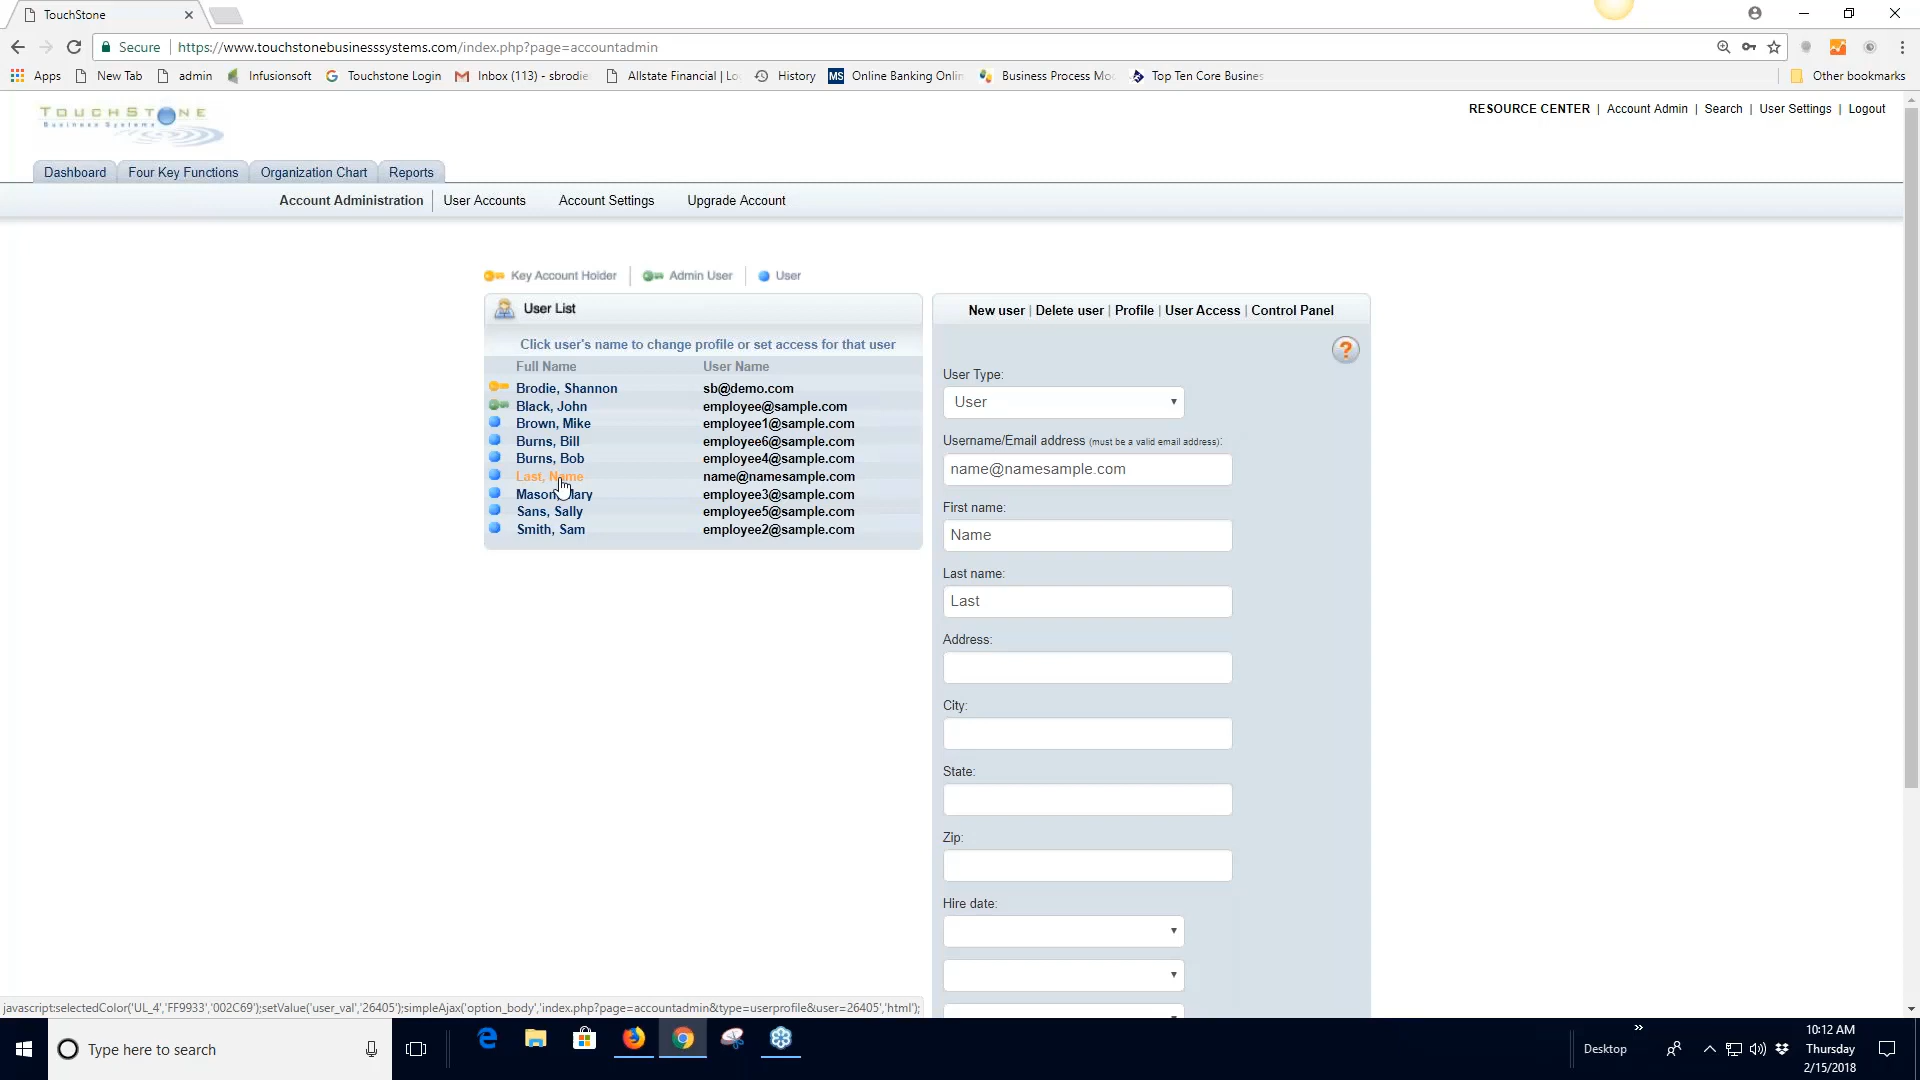 TouchStone
Secure | https://www.touchstonebusinesssystems.com/index.php?page=accountadmin
Apps New Tab admin Infusionsoft Touchstone Login Inbox (113) - sbrodie Allstate Financial | Lo History Online Banking Onlin Business Process Mo Top Ten Core Busines Other bookmarks
TOUCHSTONE
Business Systems
RESOURCE CENTER | Account Admin | Search | User Settings | Logout
Dashboard Four Key Functions Organization Chart Reports
Account Administration User Accounts Account Settings Upgrade Account
Key Account Holder Admin User User
User List
Click user's name to change profile or set access for that user
Full Name User Name
Brodie, Shannon sb@demo.com
Black, John employee@sample.com
Brown, Mike employee1@sample.com
Burns, Bill employee6@sample.com
Burns, Bob employee4@sample.com
Last, Name name@namesample.com
Mason, Mary employee3@sample.com
Sans, Sally employee5@sample.com
Smith, Sam employee2@sample.com
New user | Delete user | Profile | User Access | Control Panel
?
User Type:
User
Username/Email address (must be a valid email address):
name@namesample.com
First name:
Name
Last name:
Last
Address:
City:
State:
Zip:
Hire date:
javascript:selectedColor('UL_4','FF9933','002C69');setValue('user_val','26405');simpleAjax('option_body','index.php?page=accountadmin&type=userprofile&user=26405','html');
Type here to search
Desktop
10:12 AM
Thursday
2/15/2018